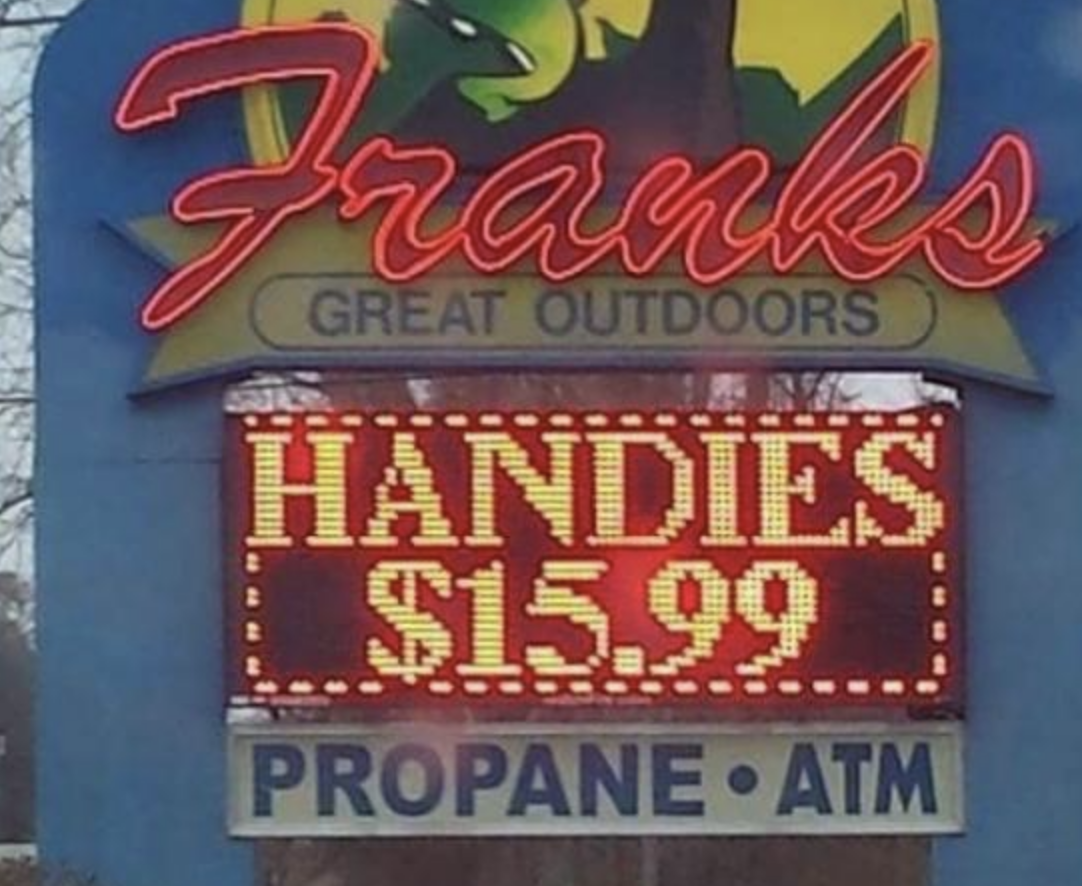 Franks
GREAT OUTDOORS
HANDIES
$15.99
PROPANE • ATM